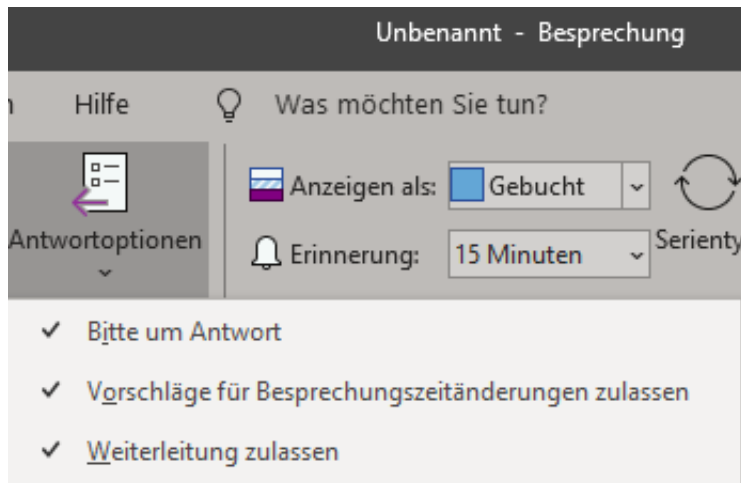 Unbenannt - Besprechung
Hilfe
Was möchten Sie tun?
Antwortoptionen
Anzeigen als:
Gebucht
Erinnerung:
15 Minuten
Bitte um Antwort
Vorschläge für Besprechungszeitänderungen zulassen
Weiterleitung zulassen